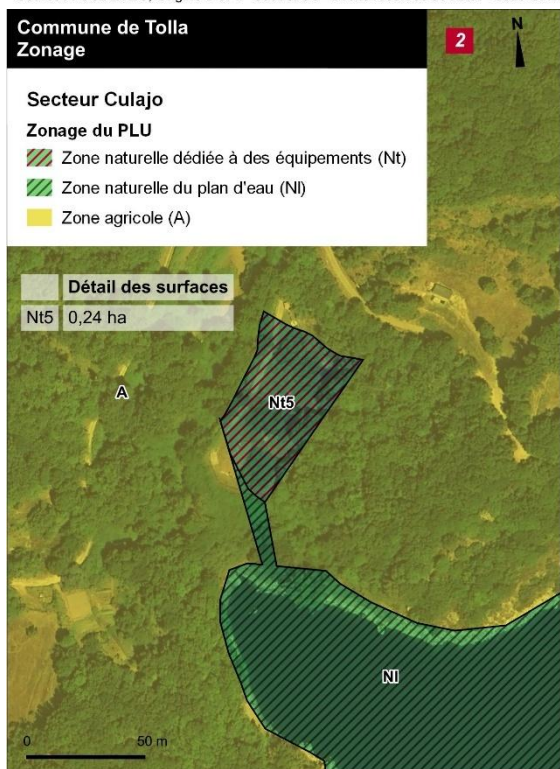 Commune de Tolla
Zonage
2
N
Secteur Culajo
Zonage du PLU
Zone naturelle dédiée à des équipements (Nt)
Zone naturelle du plan d'eau (Nl)
Zone agricole (A)
Détail des surfaces
Nt5 0,24 ha
A
Nt5
Nl
0 50 m